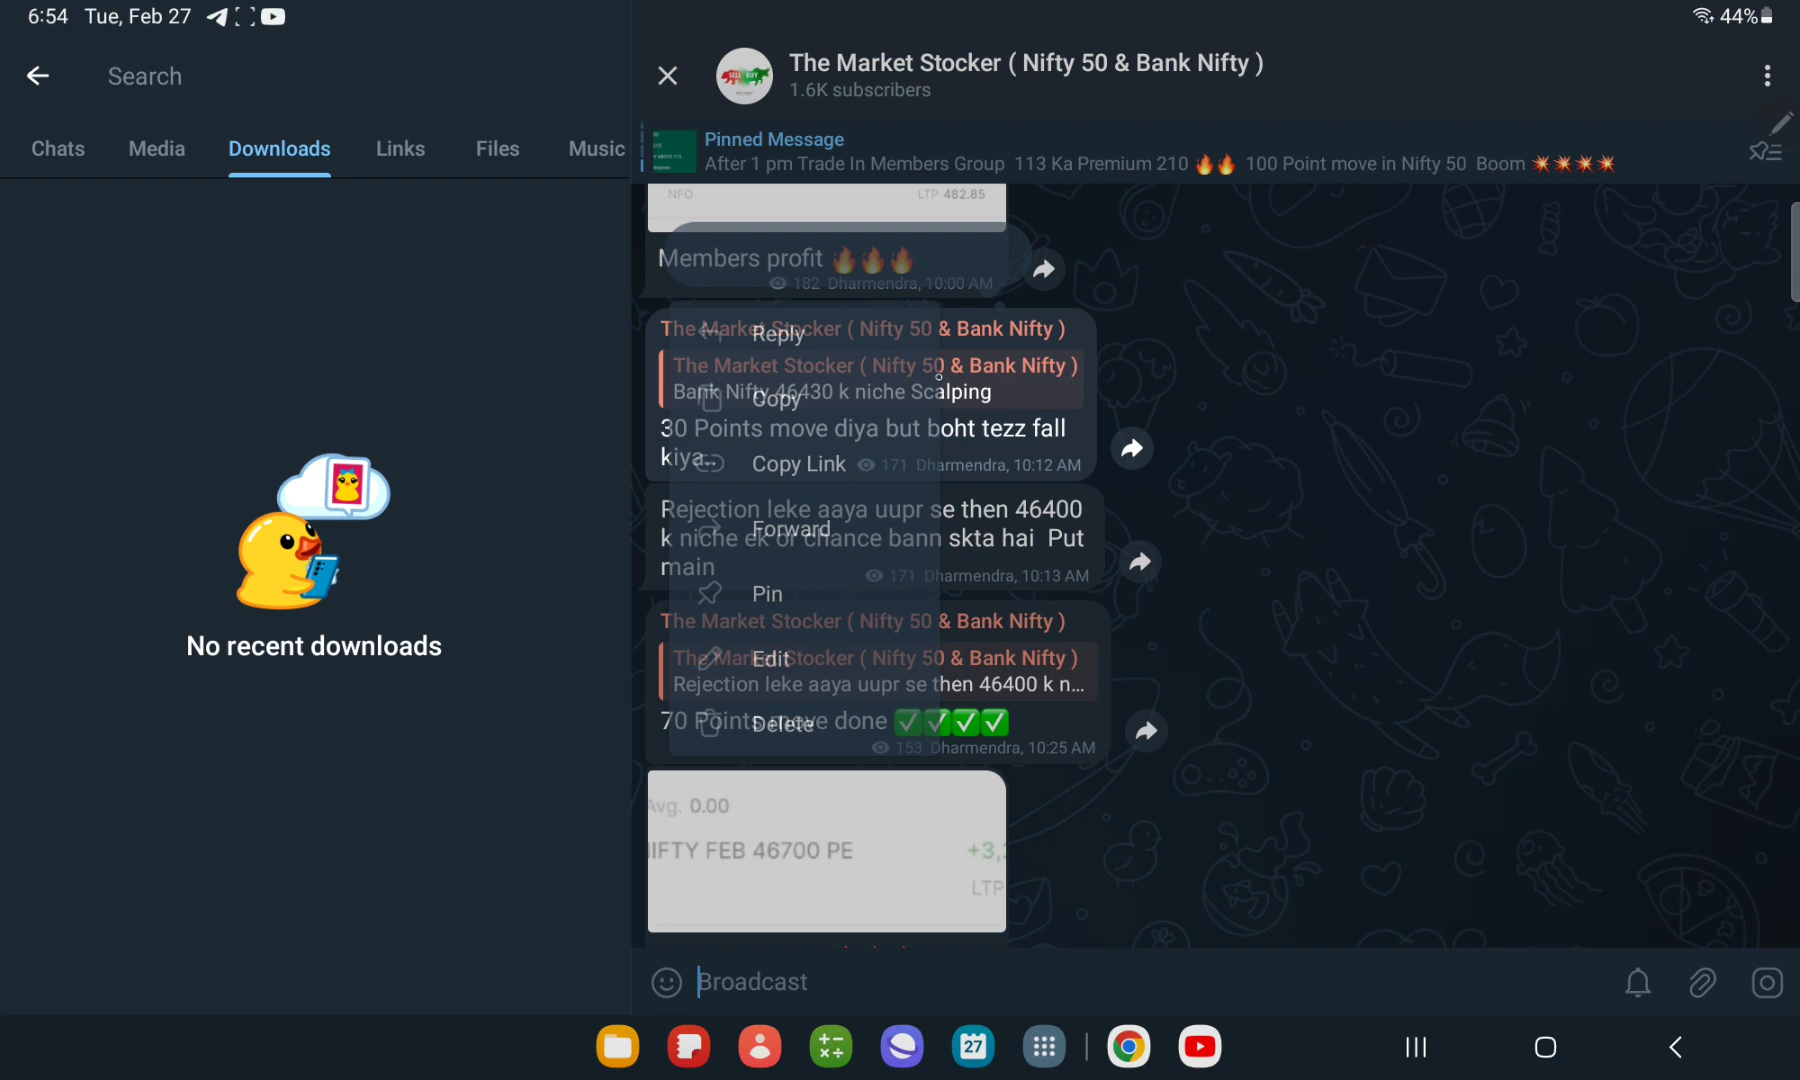 6:54 Tue, Feb 27
44%
Search
Chats Media Downloads Links Files Music
No recent downloads
The Market Stocker ( Nifty 50 & Bank Nifty )
1.6K subscribers
Pinned Message
After 1 pm Trade In Members Group 113 Ka Premium 210 🔥🔥 100 Point move in Nifty 50 Boom 💥💥💥💥
NFO LTP 482.85
Members profit 🔥🔥🔥
182 Dharmendra, 10:00 AM
The Market Stocker ( Nifty 50 & Bank Nifty )
Reply
The Market Stocker ( Nifty 50 & Bank Nifty )
Bank Nifty 46430 k niche Scalping
Copy
30 Points move diya but boht tezz fall
kiya..
171 Dharmendra, 10:12 AM
Copy Link
Rejection leke aaya uupr se then 46400
k niche ek or chance bann skta hai Put
main
171 Dharmendra, 10:13 AM
Forward
Pin
The Market Stocker ( Nifty 50 & Bank Nifty )
The Market Stocker ( Nifty 50 & Bank Nifty )
Edit
Rejection leke aaya uupr se then 46400 k n...
70 Points move done ✅✅✅✅
Delete
153 Dharmendra, 10:25 AM
Avg. 0.00
NIFTY FEB 46700 PE +3,
LTP
Broadcast
27